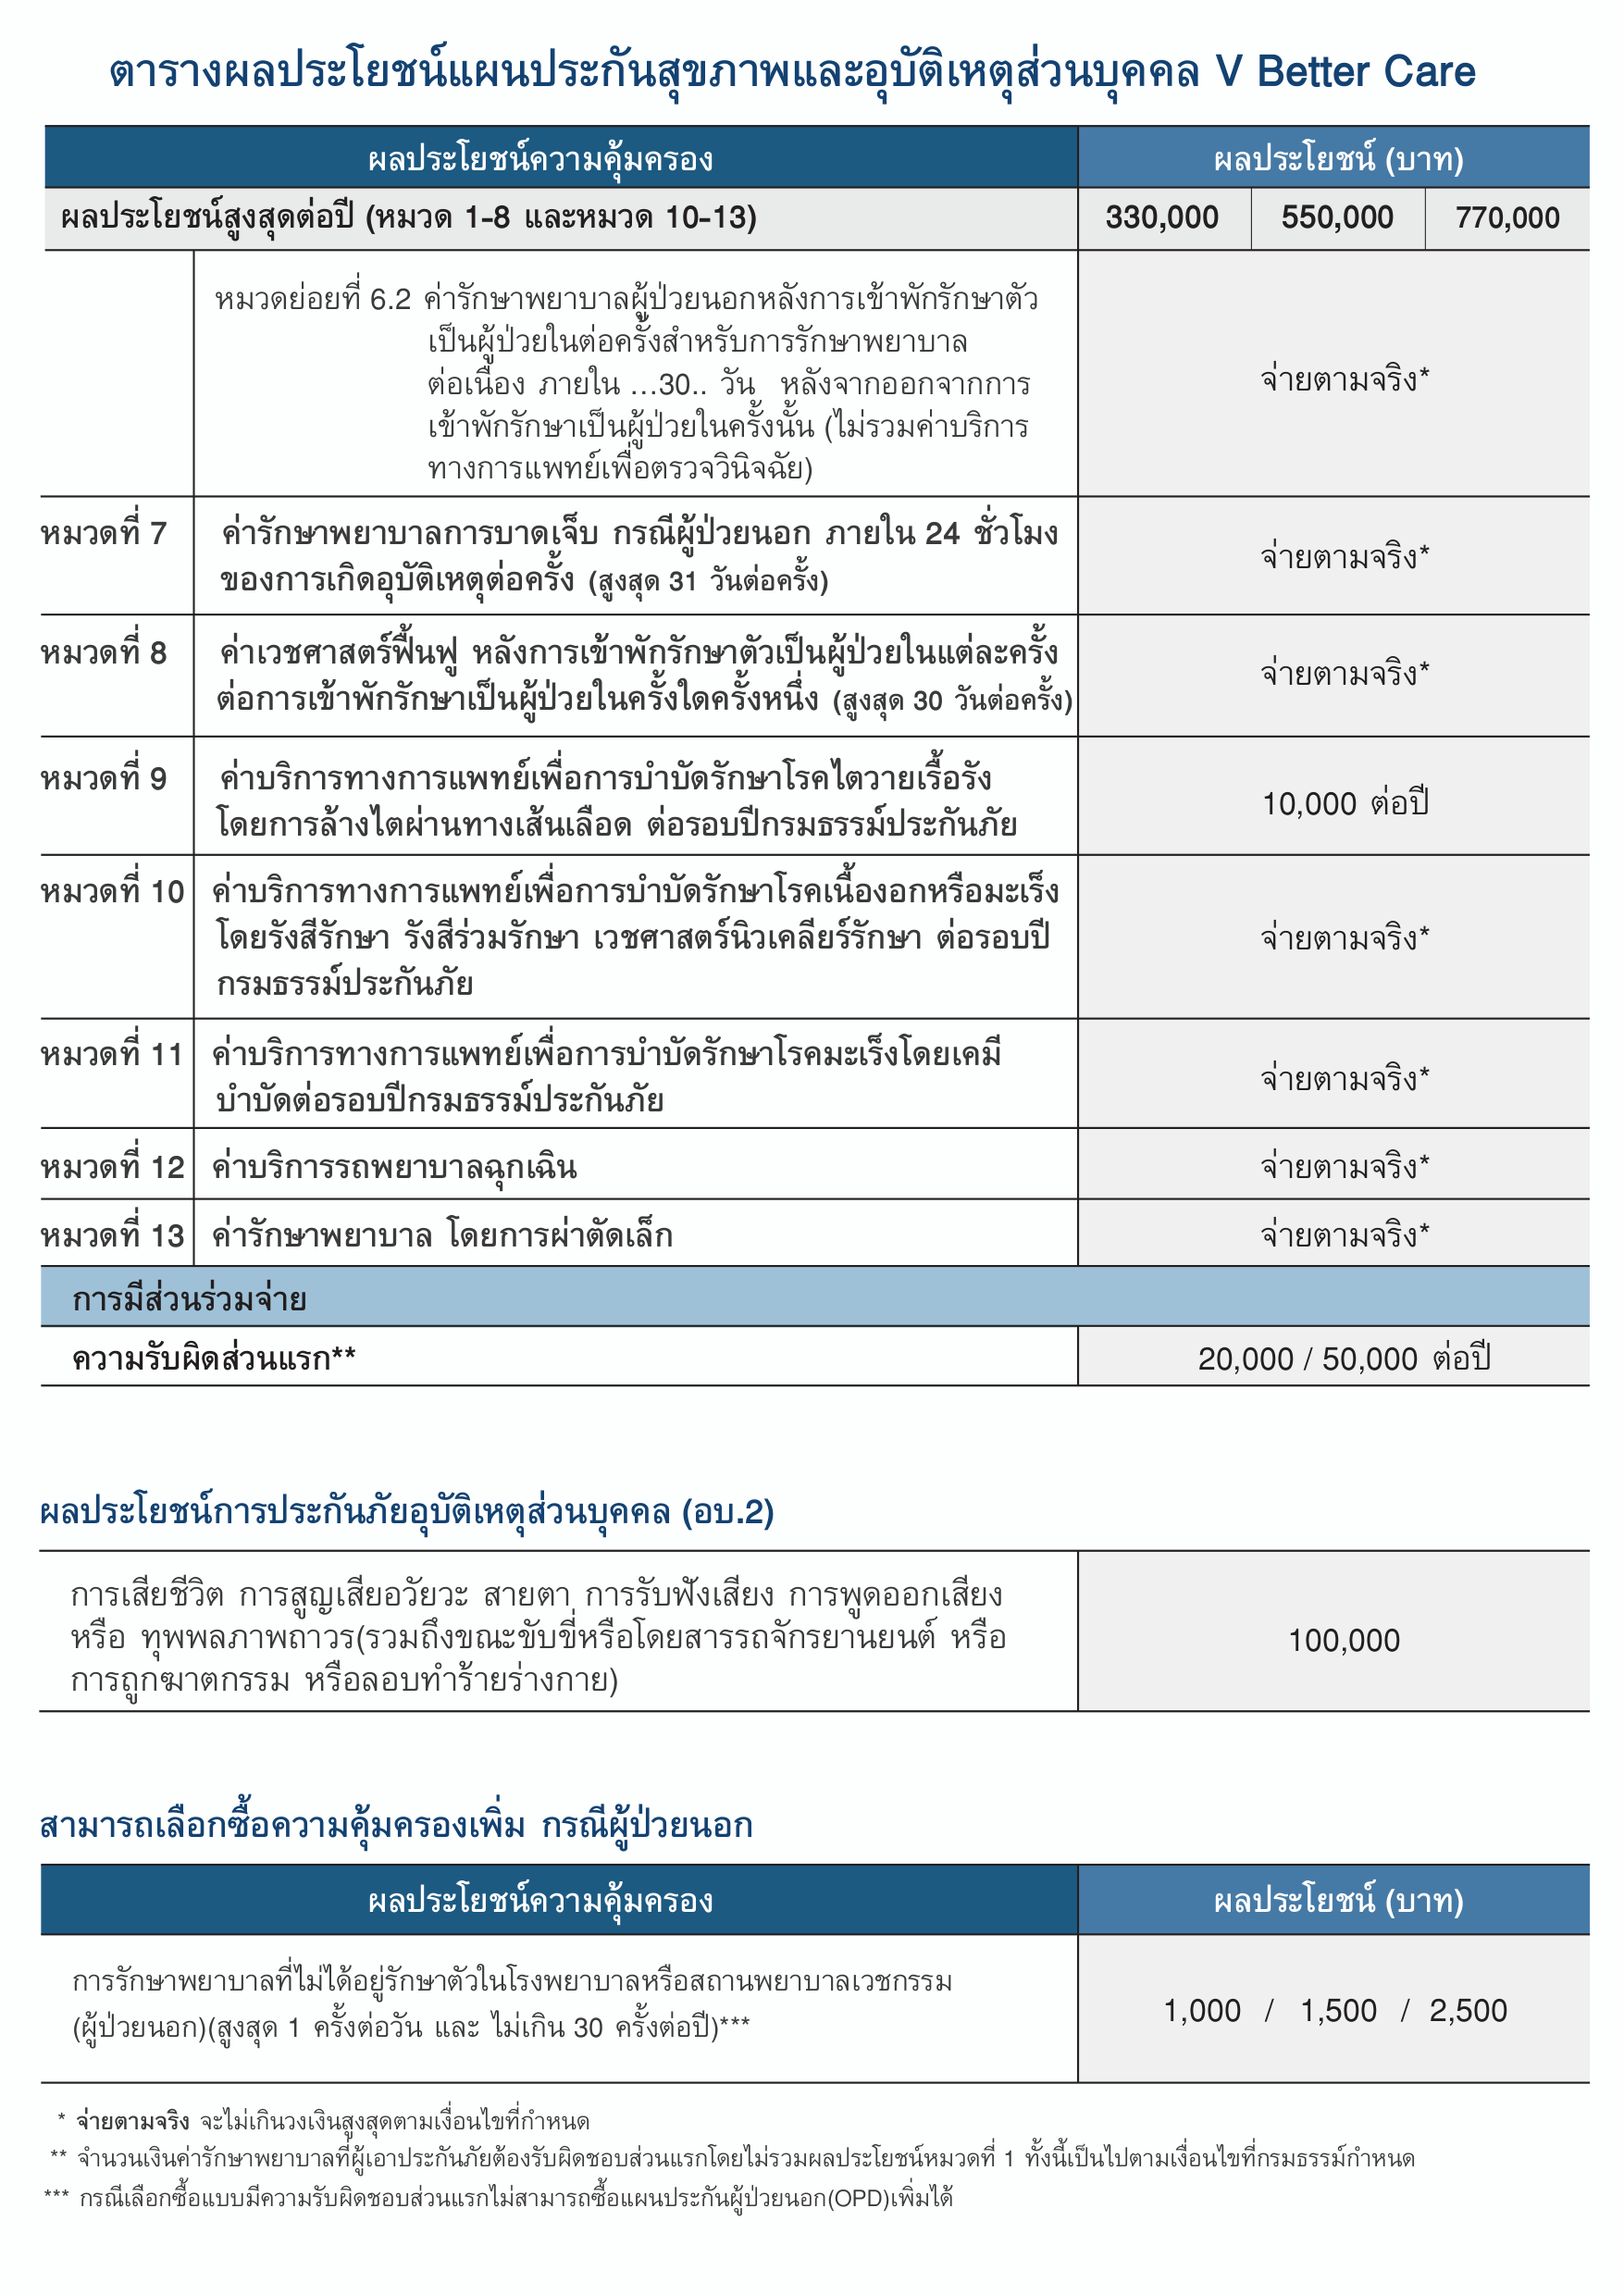 ตารางผลประโยชน์แผนประกันสุขภาพและอุบัติเหตุส่วนบุคคล V Better Care
ผลประโยชน์ความคุ้มครอง ผลประโยชน์ (บาท)
ผลประโยชน์สูงสุดต่อปี (หมวด 1-8 และหมวด 10-13) 330,000 550,000 770,000
หมวดย่อยที่ 6.2 ค่ารักษาพยาบาลผู้ป่วยนอกหลังการเข้าพักรักษาตัว
เป็นผู้ป่วยในต่อครั้งสำหรับการรักษาพยาบาล
ต่อเนื่อง ภายใน ...30.. วัน หลังจากออกจากการ
เข้าพักรักษาเป็นผู้ป่วยในครั้งนั้น (ไม่รวมค่าบริการ
ทางการแพทย์เพื่อตรวจวินิจฉัย)
จ่ายตามจริง*
หมวดที่ 7 ค่ารักษาพยาบาลการบาดเจ็บ กรณีผู้ป่วยนอก ภายใน 24 ชั่วโมง
ของการเกิดอุบัติเหตุต่อครั้ง (สูงสุด 31 วันต่อครั้ง)
จ่ายตามจริง*
หมวดที่ 8 ค่าเวชศาสตร์ฟื้นฟู หลังการเข้าพักรักษาตัวเป็นผู้ป่วยในแต่ละครั้ง
ต่อการเข้าพักรักษาเป็นผู้ป่วยในครั้งใดครั้งหนึ่ง (สูงสุด 30 วันต่อครั้ง)
จ่ายตามจริง*
หมวดที่ 9 ค่าบริการทางการแพทย์เพื่อการบำบัดรักษาโรคไตวายเรื้อรัง
โดยการล้างไตผ่านทางเส้นเลือด ต่อรอบปีกรมธรรม์ประกันภัย
10,000 ต่อปี
หมวดที่ 10 ค่าบริการทางการแพทย์เพื่อการบำบัดรักษาโรคเนื้องอกหรือมะเร็ง
โดยรังสีรักษา รังสีร่วมรักษา เวชศาสตร์นิวเคลียร์รักษา ต่อรอบปี
กรมธรรม์ประกันภัย
จ่ายตามจริง*
หมวดที่ 11 ค่าบริการทางการแพทย์เพื่อการบำบัดรักษาโรคมะเร็งโดยเคมี
บำบัดต่อรอบปีกรมธรรม์ประกันภัย
จ่ายตามจริง*
หมวดที่ 12 ค่าบริการรถพยาบาลฉุกเฉิน จ่ายตามจริง*
หมวดที่ 13 ค่ารักษาพยาบาล โดยการผ่าตัดเล็ก จ่ายตามจริง*
การมีส่วนร่วมจ่าย
ความรับผิดส่วนแรก** 20,000 / 50,000 ต่อปี
ผลประโยชน์การประกันภัยอุบัติเหตุส่วนบุคคล (อบ.2)
การเสียชีวิต การสูญเสียอวัยวะ สายตา การรับฟังเสียง การพูดออกเสียง
หรือ ทุพพลภาพถาวร(รวมถึงขณะขับขี่หรือโดยสารรถจักรยานยนต์ หรือ
การถูกฆาตกรรม หรือลอบทำร้ายร่างกาย)
100,000
สามารถเลือกซื้อความคุ้มครองเพิ่ม กรณีผู้ป่วยนอก
ผลประโยชน์ความคุ้มครอง ผลประโยชน์ (บาท)
การรักษาพยาบาลที่ไม่ได้อยู่รักษาตัวในโรงพยาบาลหรือสถานพยาบาลเวชกรรม
(ผู้ป่วยนอก)(สูงสุด 1 ครั้งต่อวัน และ ไม่เกิน 30 ครั้งต่อปี)***
1,000 / 1,500 / 2,500
* จ่ายตามจริง จะไม่เกินวงเงินสูงสุดตามเงื่อนไขที่กำหนด
** จำนวนเงินค่ารักษาพยาบาลที่ผู้เอาประกันภัยต้องรับผิดชอบส่วนแรกโดยไม่รวมผลประโยชน์หมวดที่ 1 ทั้งนี้เป็นไปตามเงื่อนไขที่กรมธรรม์กำหนด
*** กรณีเลือกซื้อแบบมีความรับผิดชอบส่วนแรกไม่สามารถซื้อแผนประกันผู้ป่วยนอก(OPD)เพิ่มได้